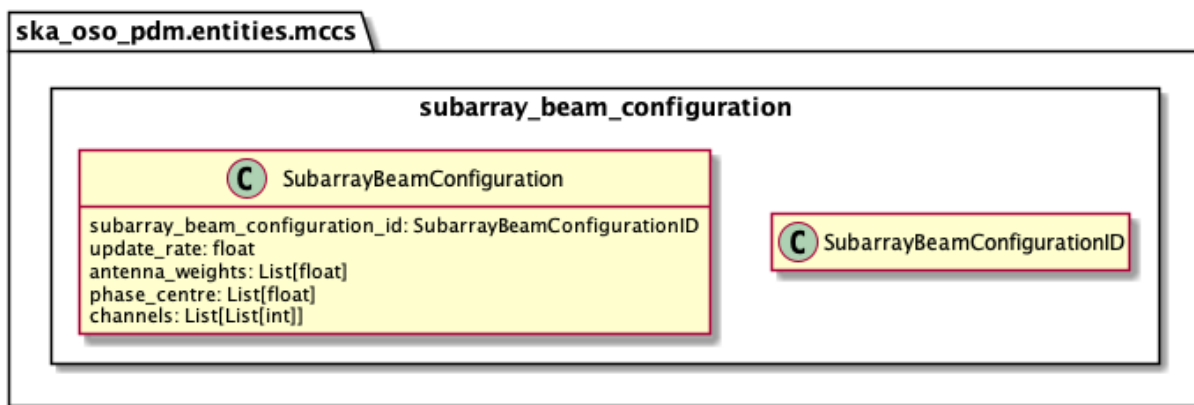 ska_oso_pdm.entities.mccs
subarray_beam_configuration
C SubarrayBeamConfiguration
subarray_beam_configuration_id: SubarrayBeamConfigurationID
update_rate: float
antenna_weights: List[float]
phase_centre: List[float]
channels: List[List[int]]
C SubarrayBeamConfigurationID